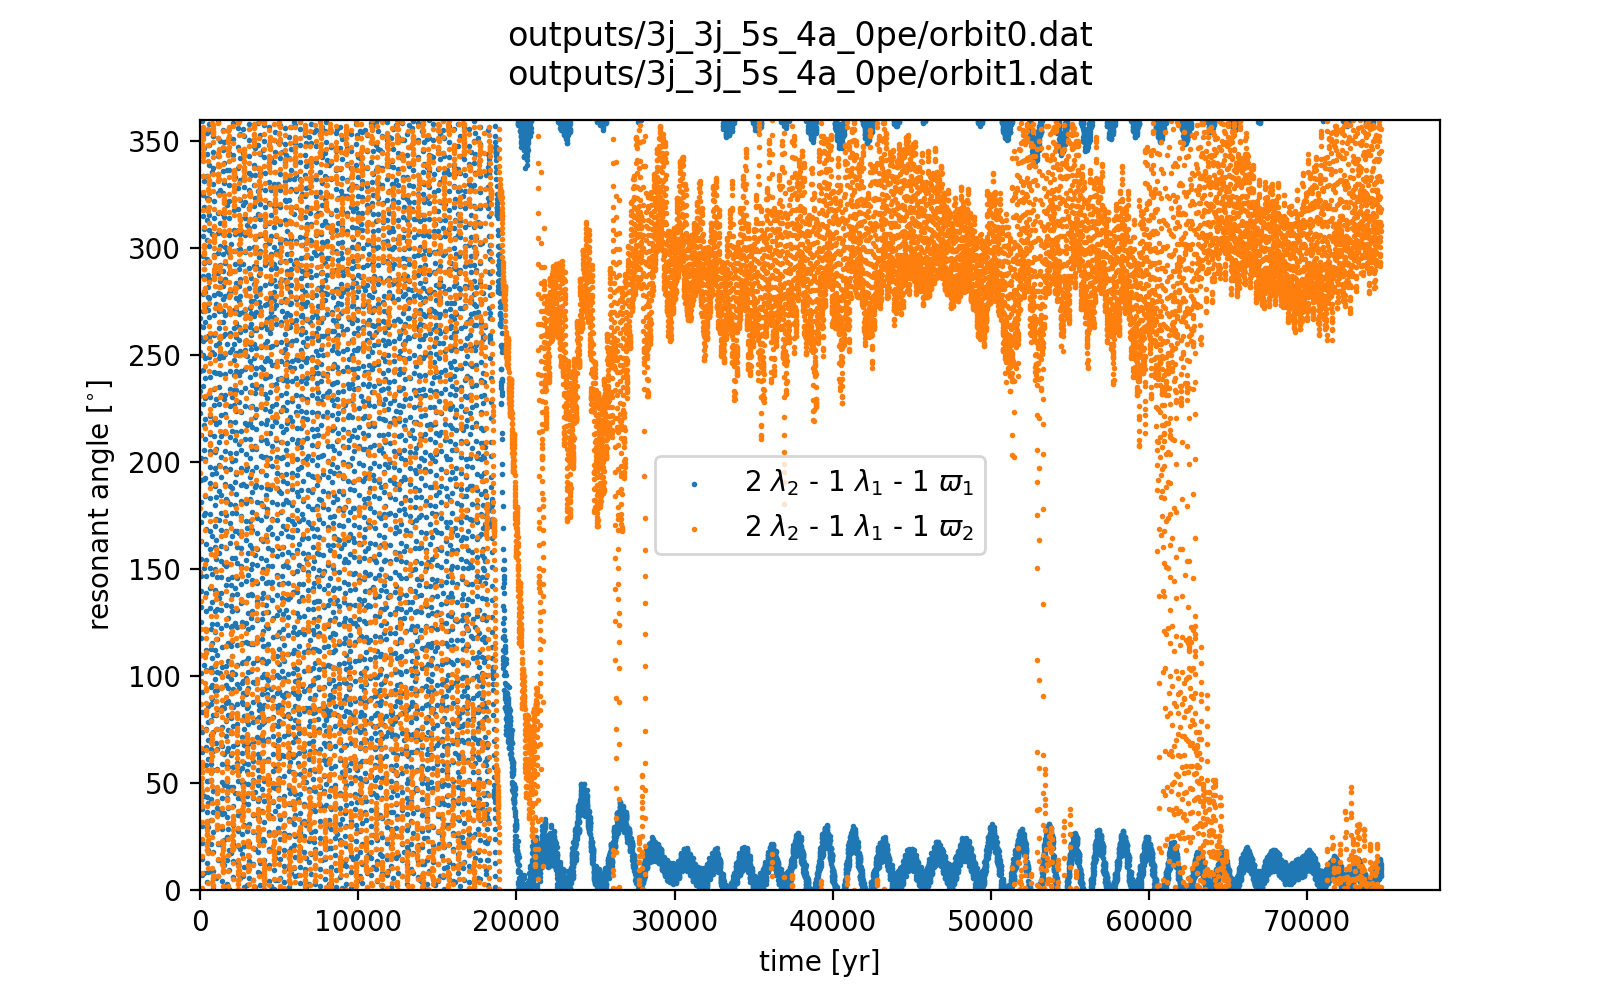 outputs/3j_3j_5s_4a_0pe/orbit0.dat
outputs/3j_3j_5s_4a_0pe/orbit1.dat
350
300
250
200
150
100
50
0
resonant angle [°]
2 λ₂ - 1 λ₁ - 1 ϖ₁
2 λ₂ - 1 λ₁ - 1 ϖ₂
0 10000 20000 30000 40000 50000 60000 70000
time [yr]